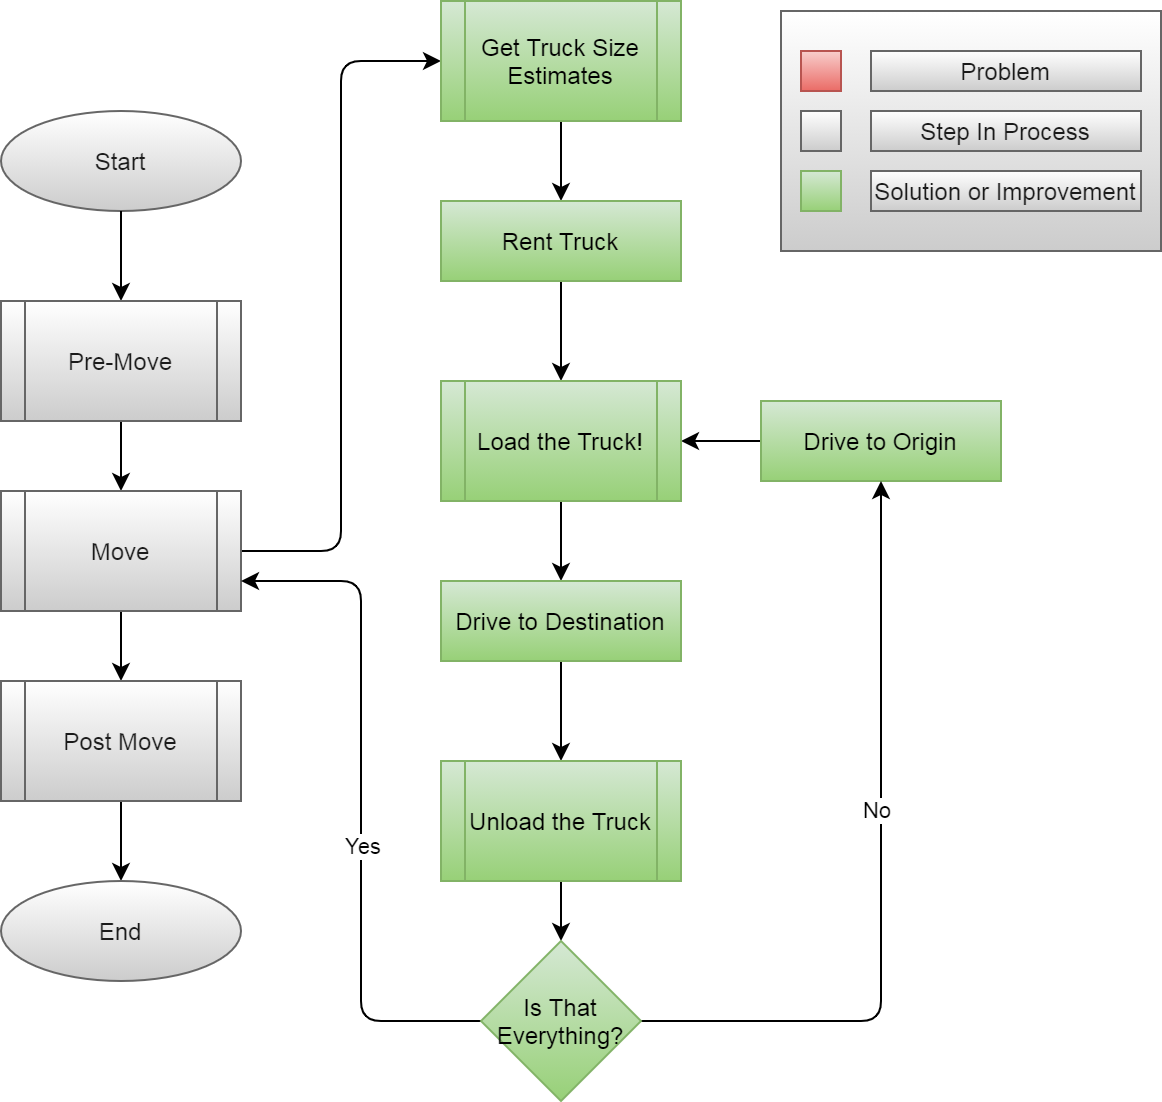 Start
Pre-Move
Move
Post Move
End
Get Truck Size
Estimates
Rent Truck
Load the Truck!
Drive to Origin
Drive to Destination
Unload the Truck
Is That
Everything?
Yes
No
Problem
Step In Process
Solution or Improvement